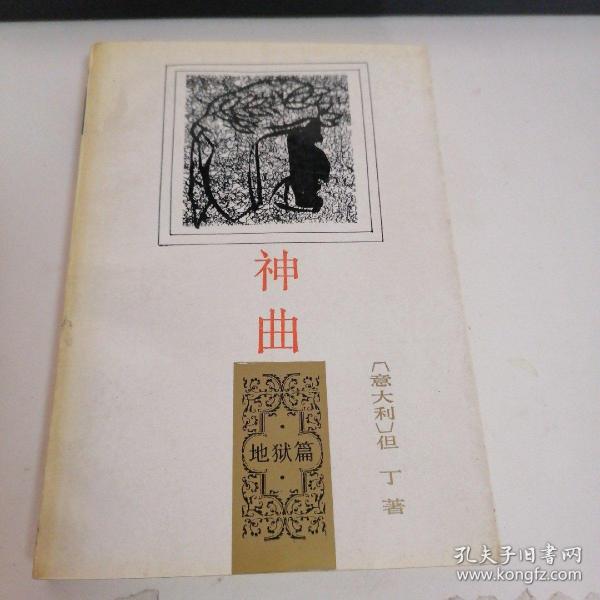 神曲
·地狱篇·
〔意大利〕但 丁 著
孔夫子旧书网
www.kongfz.com